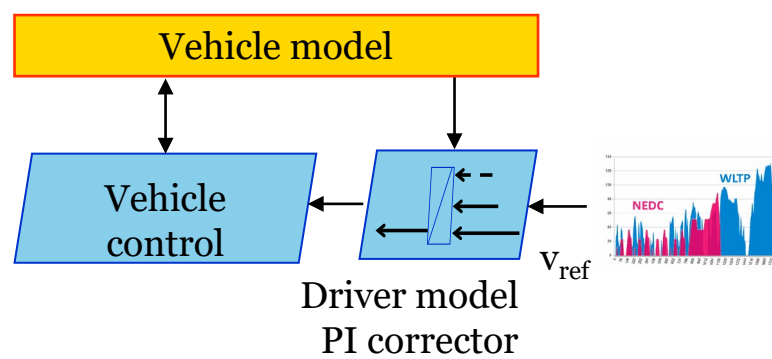 Vehicle model
Vehicle
control
WLTP
NEDC
v_ref
Driver model
PI corrector